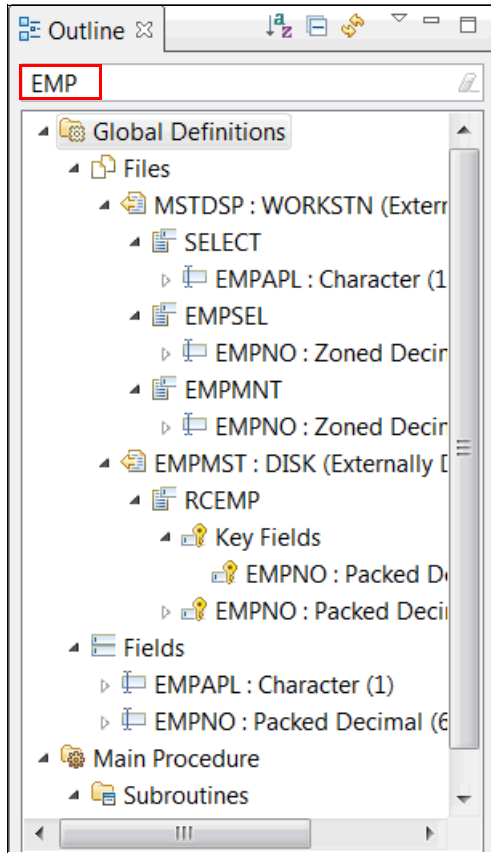 Outline
EMP
Global Definitions
Files
MSTDSP : WORKSTN (Extern
SELECT
EMPAPL : Character (1
EMPSEL
EMPNO : Zoned Decin
EMPMNT
EMPNO : Zoned Decin
EMPMST : DISK (Externally D
RCEMP
Key Fields
EMPNO : Packed De
EMPNO : Packed Deci
Fields
EMPAPL : Character (1)
EMPNO : Packed Decimal (6
Main Procedure
Subroutines